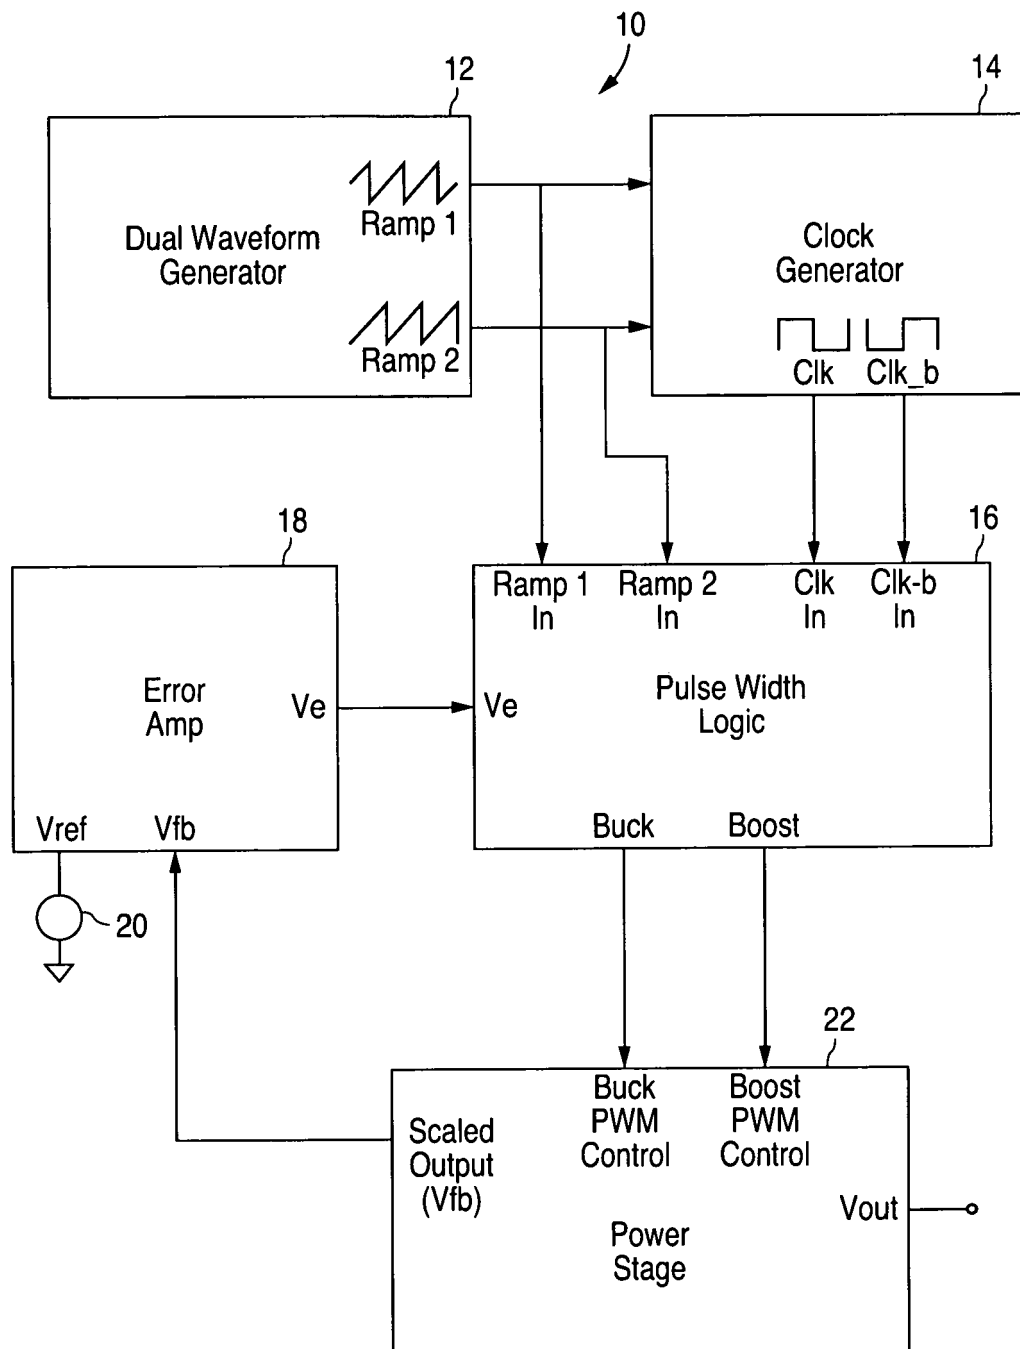 10
12
14
Ramp 1
Dual Waveform
Generator
Ramp 2
Clock
Generator
Clk Clk_b
18
16
Ramp 1
In
Ramp 2
In
Clk
In
Clk-b
In
Error
Amp
Ve
Ve
Pulse Width
Logic
Vref Vfb
Buck Boost
20
22
Buck
PWM
Control
Boost
PWM
Control
Scaled
Output
(Vfb)
Vout
Power
Stage